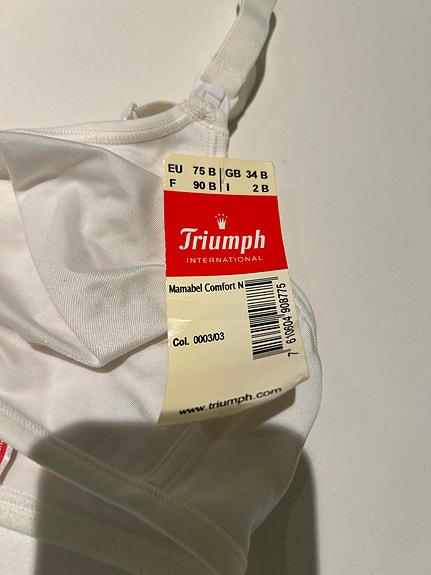 EU 75 B GB 34 B
F 90 B I 2 B
Triumph
INTERNATIONAL
Mamabel Comfort N
Col. 0003/03
7 610604 908775
www.triumph.com